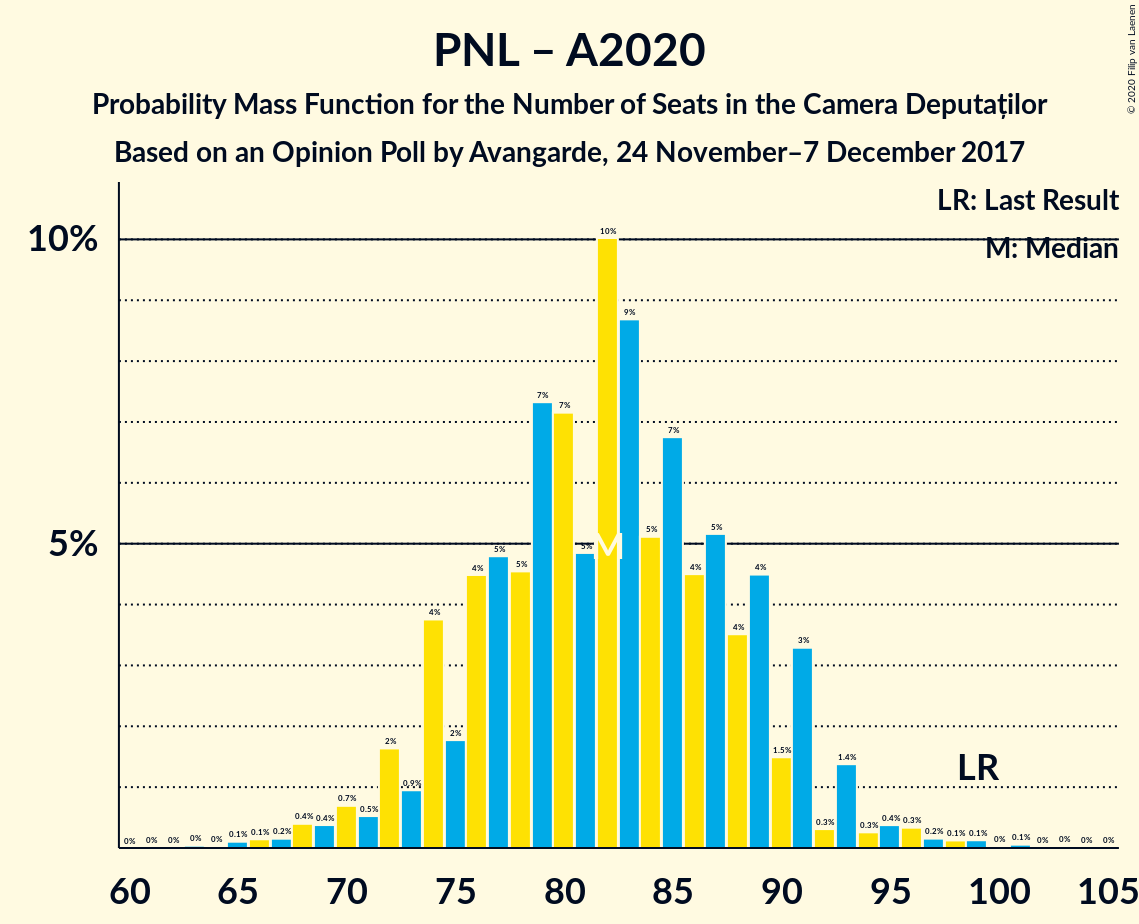 PNL – A2020
Probability Mass Function for the Number of Seats in the Camera Deputaților
Based on an Opinion Poll by Avangarde, 24 November–7 December 2017
© 2020 Filip van Laenen
LR: Last Result
M: Median
10%
5%
0% 0% 0% 0% 0% 0.1% 0.1% 0.2% 0.4% 0.4% 0.7% 0.5% 2% 0.9% 4% 2% 4% 5% 5% 7% 7% 5% 10% 9% 5% 7% 4% 5% 4% 4% 1.5% 3% 0.3% 1.4% 0.3% 0.4% 0.3% 0.2% 0.1% 0.1% 0% 0.1% 0% 0% 0% 0%
M
LR
60 65 70 75 80 85 90 95 100 105